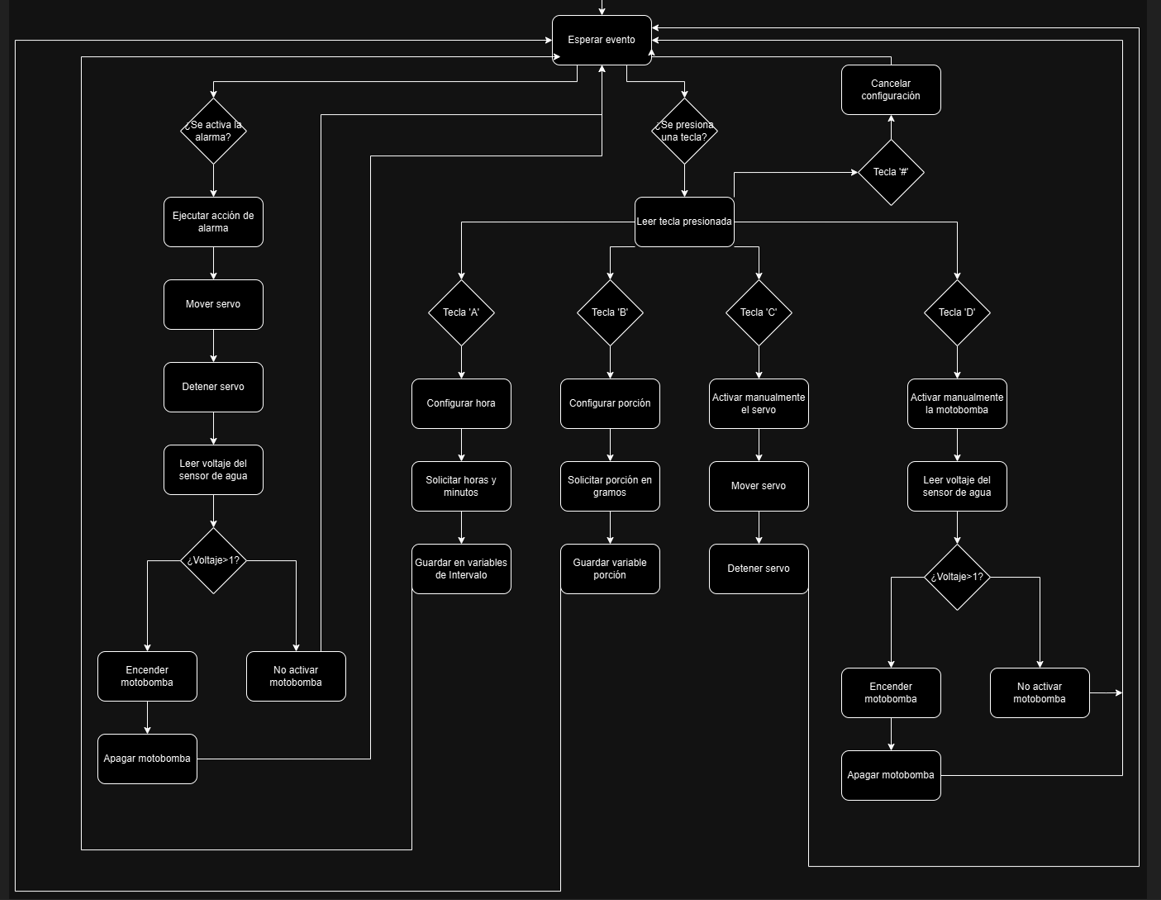 Esperar evento
Cancelar
configuración
¿Se activa la
alarma?
¿Se presiona
una tecla?
Tecla '#'
Ejecutar acción de
alarma
Leer tecla presionada
Mover servo
Tecla 'A'
Tecla 'B'
Tecla 'C'
Tecla 'D'
Detener servo
Configurar hora
Configurar porción
Activar manualmente
el servo
Activar manualmente
la motobomba
Leer voltaje del
sensor de agua
Solicitar horas y
minutos
Solicitar porción en
gramos
Mover servo
Leer voltaje del
sensor de agua
¿Voltaje>1?
Guardar en variables
de Intervalo
Guardar variable
porción
Detener servo
¿Voltaje>1?
Encender
motobomba
No activar
motobomba
Encender
motobomba
No activar
motobomba
Apagar motobomba
Apagar motobomba